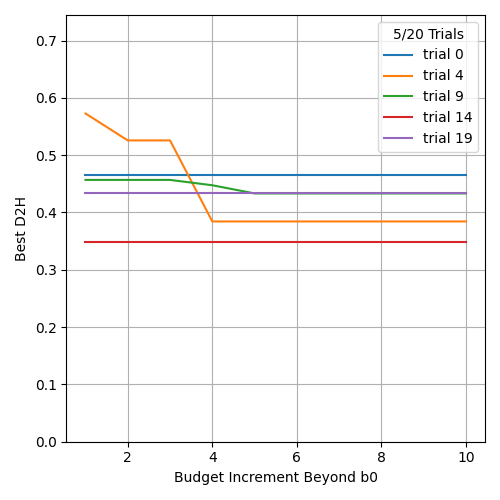 5/20 Trials
trial 0
trial 4
trial 9
trial 14
trial 19
Best D2H
0.7
0.6
0.5
0.4
0.3
0.2
0.1
0.0
2 4 6 8 10
Budget Increment Beyond b0